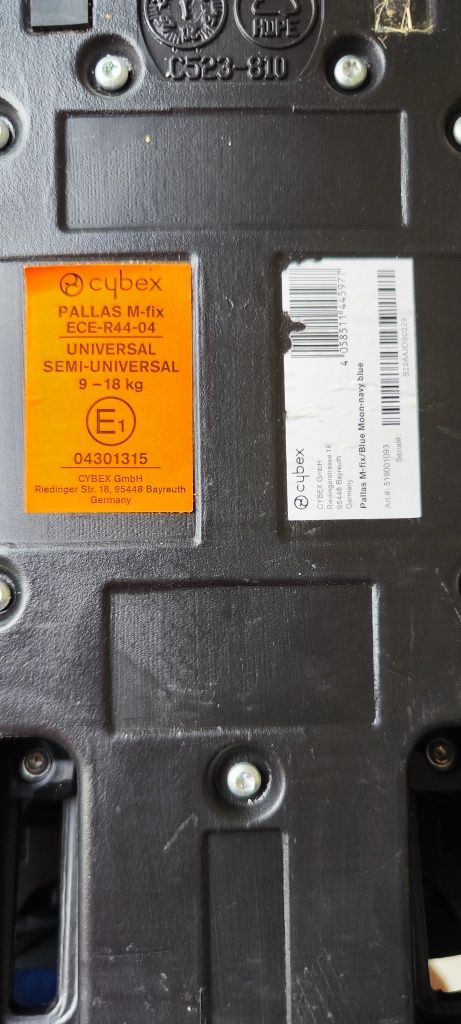 HDPE
C523-810
cybex
PALLAS M-fix
ECE-R44-04
UNIVERSAL
SEMI-UNIVERSAL
9 – 18 kg
E1
04301315
CYBEX GmbH
Riedinger Str. 18, 95448 Bayreuth
Germany
cybex
CYBEX GmbH
Riedingerstrasse 18
95448 Bayreuth
Germany
Pallas M-fix/Blue Moon-navy blue
Art.#: 519001093
Serial#:
4 058511 445977